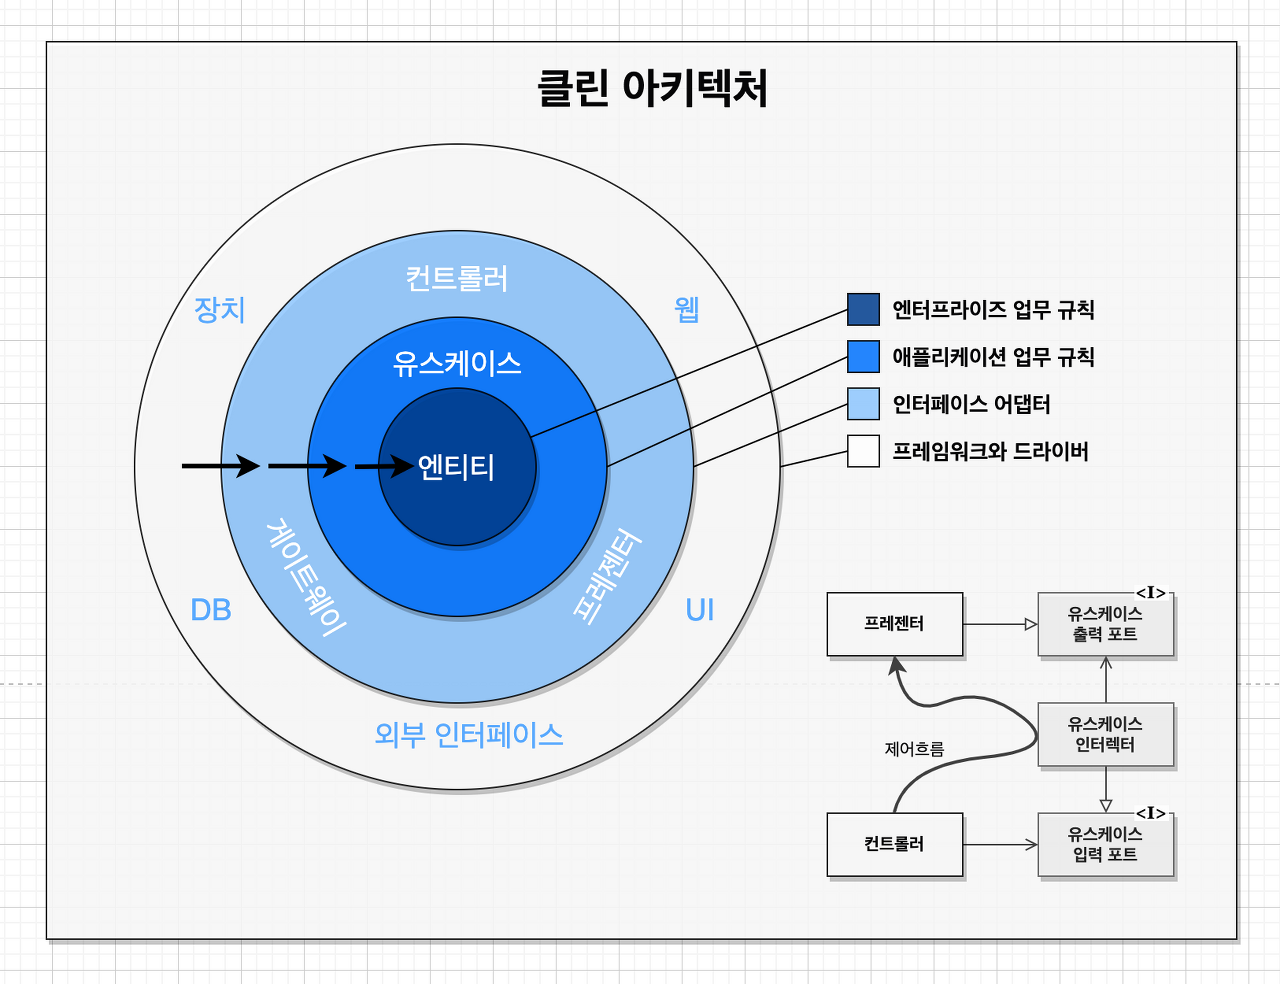 클린 아키텍처
컨트롤러
장치
웹
유스케이스
엔티티
게이트웨이
프레젠터
DB
UI
외부 인터페이스
엔터프라이즈 업무 규칙
애플리케이션 업무 규칙
인터페이스 어댑터
프레임워크와 드라이버
프레젠터
<I>
유스케이스
출력 포트
유스케이스
인터렉터
제어흐름
컨트롤러
<I>
유스케이스
입력 포트